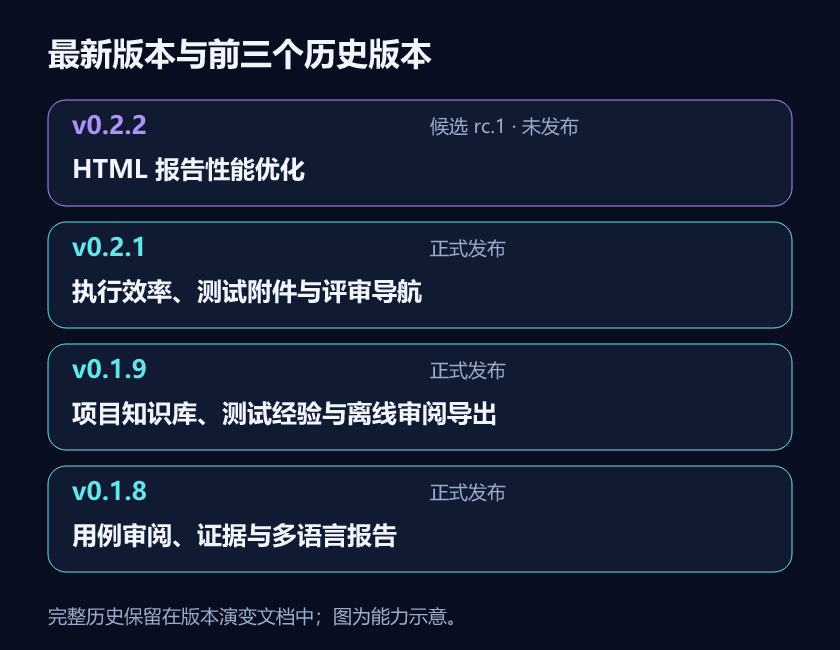 最新版本与前三个历史版本
v0.2.2 候选 rc.1 · 未发布
HTML 报告性能优化
v0.2.1 正式发布
执行效率、测试附件与评审导航
v0.1.9 正式发布
项目知识库、测试经验与离线审阅导出
v0.1.8 正式发布
用例审阅、证据与多语言报告
完整历史保留在版本演变文档中；图为能力示意。